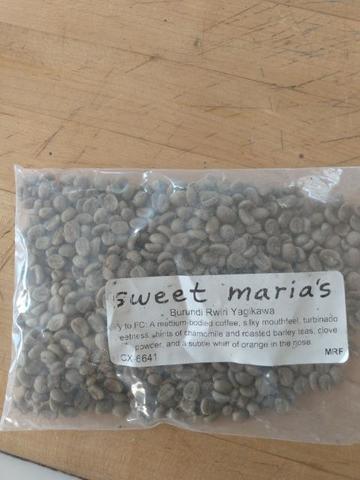 sweet maria's
Burundi Rwiri Yagikawa
y to FC: A medium-bodied coffee, silky mouthfeel, turbinado
eetness, hints of chamomile and roasted barley teas, clove
powder, and a subtle whiff of orange in the nose.
GX-6641 MRF